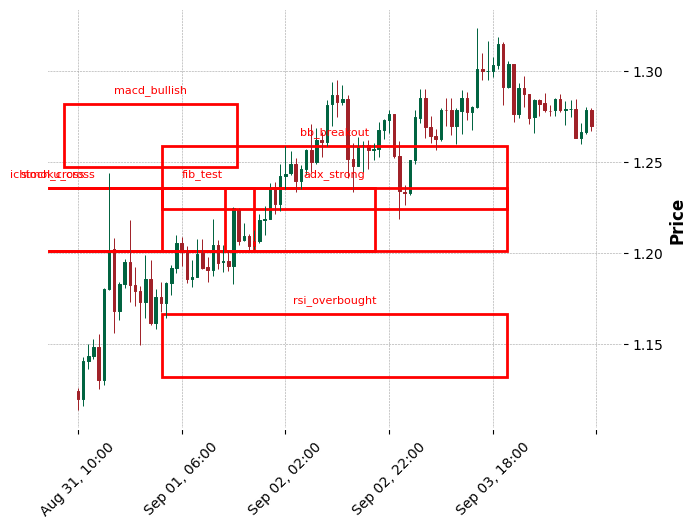 1.30
macd_bullish
bb_breakout
1.25
stoch_cross
fib_test
adx_strong
Price
1.20
rsi_overbought
1.15
Aug 31, 10:00
Sep 01, 06:00
Sep 02, 02:00
Sep 02, 22:00
Sep 03, 18:00